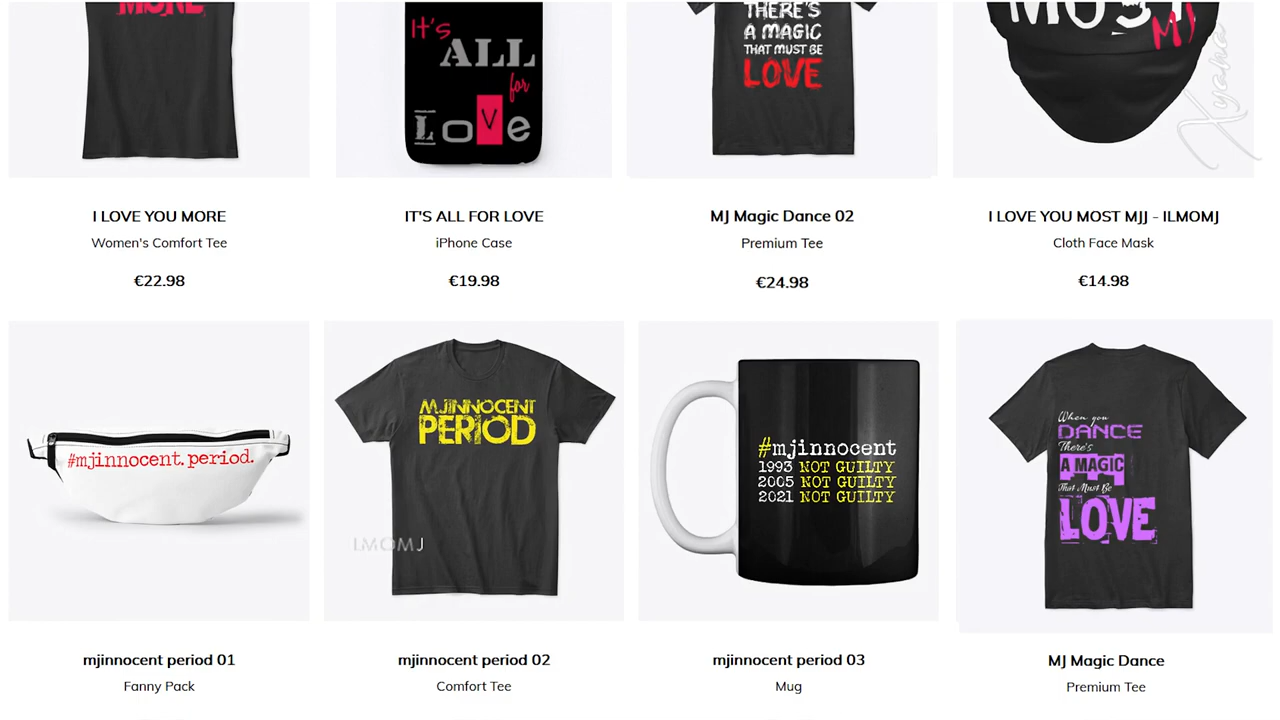 MORE
It's
ALL
for
Love
THERE'S
A MAGIC
THAT MUST BE
LOVE
MOST
MJ
Xyana
I LOVE YOU MORE
Women's Comfort Tee
€22.98
IT'S ALL FOR LOVE
iPhone Case
€19.98
MJ Magic Dance 02
Premium Tee
€24.98
I LOVE YOU MOST MJJ - ILMOMJ
Cloth Face Mask
€14.98
#mjinnocent.period.
MJINNOCENT
PERIOD
LMOMJ
#mjinnocent
1993 NOT GUILTY
2005 NOT GUILTY
2021 NOT GUILTY
When you
DANCE
There's
A MAGIC
That Must Be
LOVE
mjinnocent period 01
Fanny Pack
mjinnocent period 02
Comfort Tee
mjinnocent period 03
Mug
MJ Magic Dance
Premium Tee